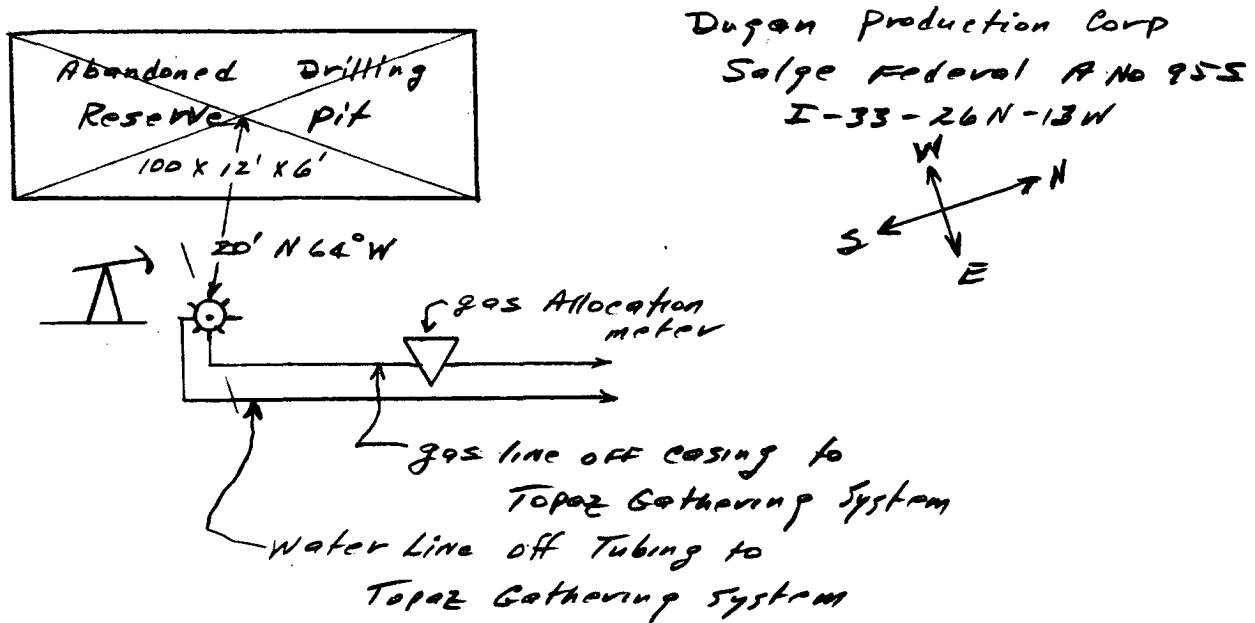 Dugan Production Corp
Salge Federal A No 95S
I-33-26N-13W
Abandoned Drilling
Reserve Pit
100 X 12' X 6'
20' N 64° W
W
N
S
E
gas Allocation
meter
gas line off casing to
Topaz Gathering System
Water Line off Tubing to
Topaz Gathering System